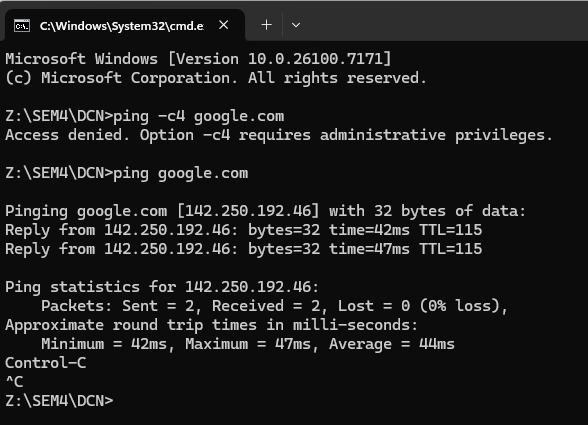 C:\Windows\System32\cmd.e
Microsoft Windows [Version 10.0.26100.7171]
(c) Microsoft Corporation. All rights reserved.
Z:\SEM4\DCN>ping -c4 google.com
Access denied. Option -c4 requires administrative privileges.
Z:\SEM4\DCN>ping google.com
Pinging google.com [142.250.192.46] with 32 bytes of data:
Reply from 142.250.192.46: bytes=32 time=42ms TTL=115
Reply from 142.250.192.46: bytes=32 time=47ms TTL=115
Ping statistics for 142.250.192.46:
    Packets: Sent = 2, Received = 2, Lost = 0 (0% loss),
Approximate round trip times in milli-seconds:
    Minimum = 42ms, Maximum = 47ms, Average = 44ms
Control-C
^C
Z:\SEM4\DCN>